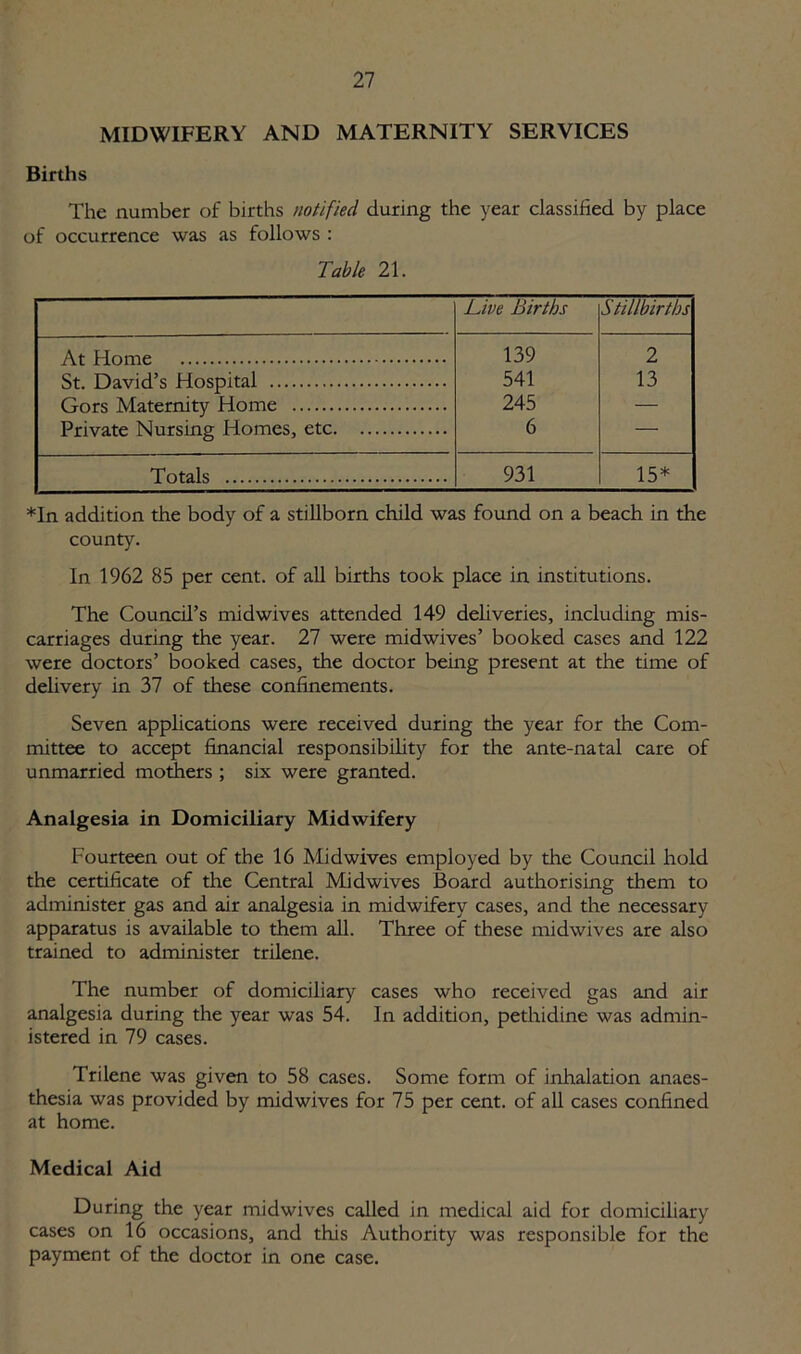 27
MIDWIFERY AND MATERNITY SERVICES
Births
The number of births notified during the year classified by place
of occurrence was as follows :
Table 21.
Live Births Stillbirths
At Home ........................................ 139 2
St. David's Hospital ........................... 541 13
Gors Maternity Home ........................ 245 —
Private Nursing Homes, etc. ............. 6 —
Totals .................................. 931 15*
*In addition the body of a stillborn child was found on a beach in the
county.
In 1962 85 per cent. of all births took place in institutions.
The Council's midwives attended 149 deliveries, including mis-
carriages during the year. 27 were midwives' booked cases and 122
were doctors' booked cases, the doctor being present at the time of
delivery in 37 of these confinements.
Seven applications were received during the year for the Com-
mittee to accept financial responsibility for the ante-natal care of
unmarried mothers ; six were granted.
Analgesia in Domiciliary Midwifery
Fourteen out of the 16 Midwives employed by the Council hold
the certificate of the Central Midwives Board authorising them to
administer gas and air analgesia in midwifery cases, and the necessary
apparatus is available to them all. Three of these midwives are also
trained to administer trilene.
The number of domiciliary cases who received gas and air
analgesia during the year was 54. In addition, pethidine was admin-
istered in 79 cases.
Trilene was given to 58 cases. Some form of inhalation anaes-
thesia was provided by midwives for 75 per cent. of all cases confined
at home.
Medical Aid
During the year midwives called in medical aid for domiciliary
cases on 16 occasions, and this Authority was responsible for the
payment of the doctor in one case.